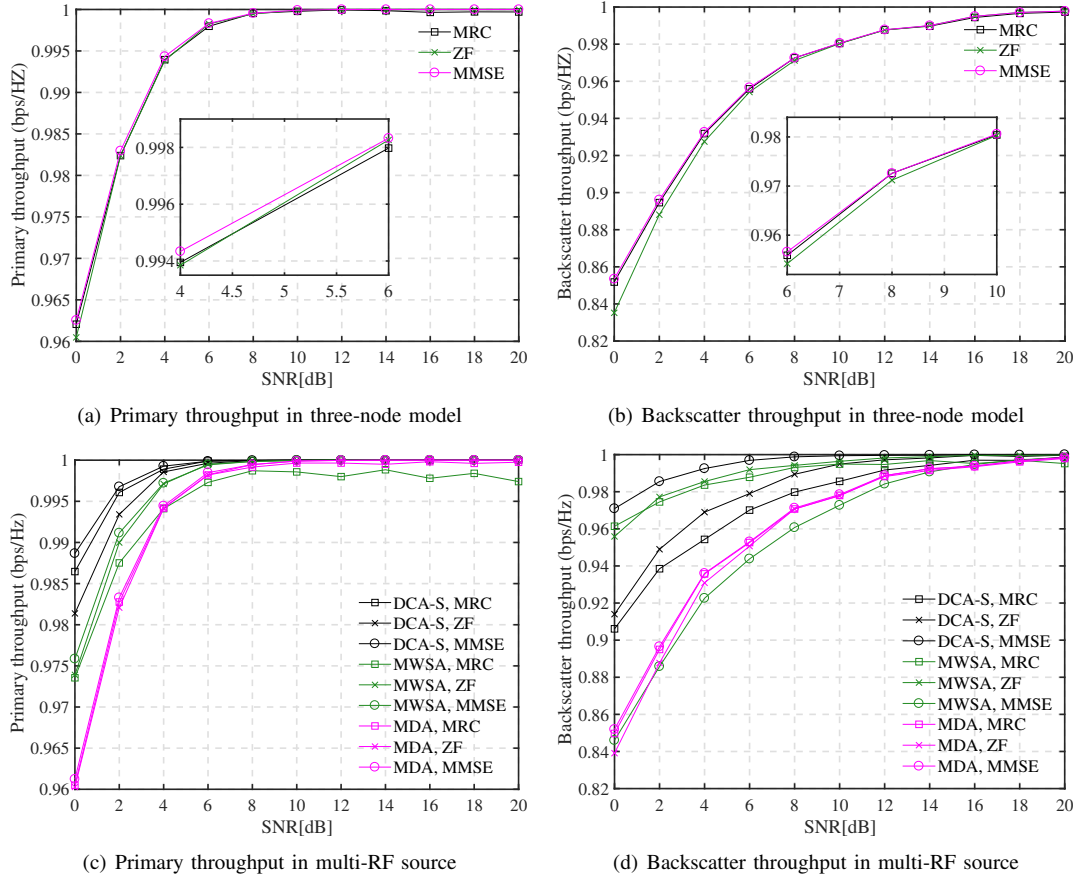 Primary throughput (bps/HZ)
1
0.995
0.99
0.985
0.98
0.975
0.97
0.965
0.96
MRC
ZF
MMSE
0.998
0.996
0.994
4 4.5 5 5.5 6
0 2 4 6 8 10 12 14 16 18 20
SNR[dB]
(a) Primary throughput in three-node model
Backscatter throughput (bps/HZ)
1
0.98
0.96
0.94
0.92
0.9
0.88
0.86
0.84
0.82
MRC
ZF
MMSE
0.98
0.97
0.96
6 7 8 9 10
0 2 4 6 8 10 12 14 16 18 20
SNR[dB]
(b) Backscatter throughput in three-node model
Primary throughput (bps/Hz)
1
0.995
0.99
0.985
0.98
0.975
0.97
0.965
0.96
DCA-S, MRC
DCA-S, ZF
DCA-S, MMSE
MWSA, MRC
MWSA, ZF
MWSA, MMSE
MDA, MRC
MDA, ZF
MDA, MMSE
0 2 4 6 8 10 12 14 16 18 20
SNR[dB]
(c) Primary throughput in multi-RF source
Backscatter throughput (bps/Hz)
1
0.98
0.96
0.94
0.92
0.9
0.88
0.86
0.84
0.82
DCA-S, MRC
DCA-S, ZF
DCA-S, MMSE
MWSA, MRC
MWSA, ZF
MWSA, MMSE
MDA, MRC
MDA, ZF
MDA, MMSE
0 2 4 6 8 10 12 14 16 18 20
SNR[dB]
(d) Backscatter throughput in multi-RF source